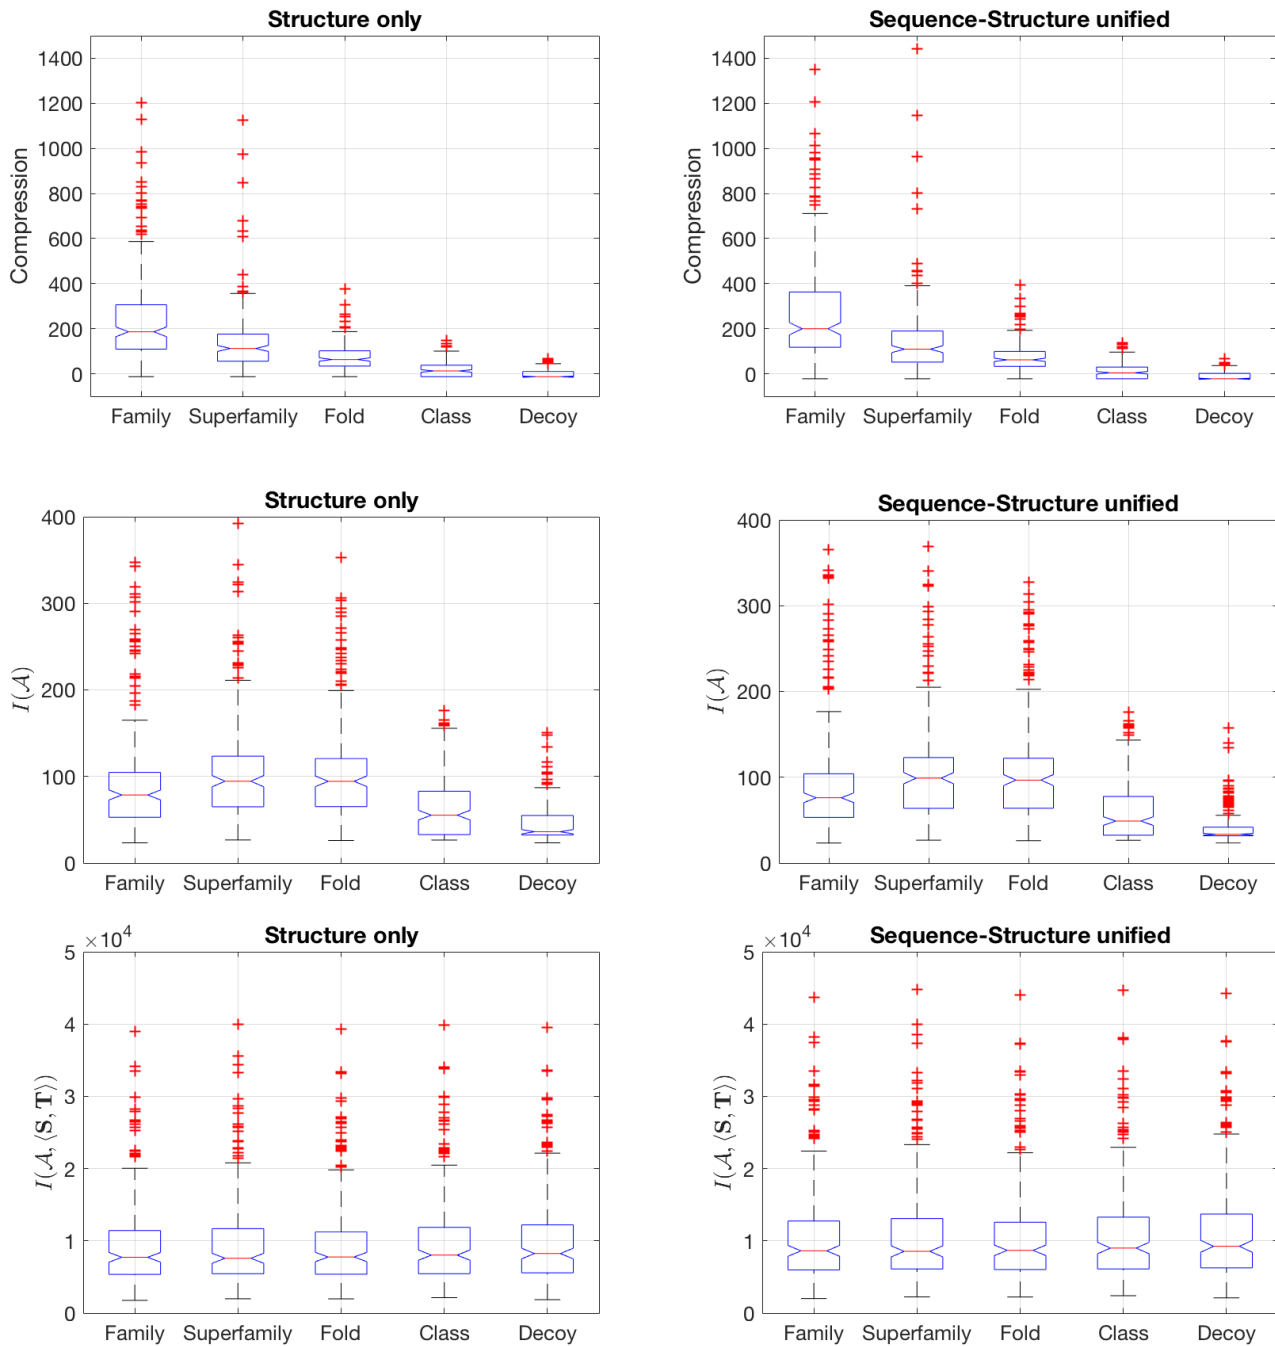 Structure only
Sequence-Structure unified
Compression
1400
1200
1000
800
600
400
200
0
Family Superfamily Fold Class Decoy
Compression
1400
1200
1000
800
600
400
200
0
Family Superfamily Fold Class Decoy
Structure only
Sequence-Structure unified
I(𝒜)
400
300
200
100
0
Family Superfamily Fold Class Decoy
I(𝒜)
400
300
200
100
0
Family Superfamily Fold Class Decoy
Structure only
Sequence-Structure unified
×10⁴
I(𝒜, ⟨S, T⟩)
5
4
3
2
1
0
Family Superfamily Fold Class Decoy
×10⁴
I(𝒜, ⟨S, T⟩)
5
4
3
2
1
0
Family Superfamily Fold Class Decoy